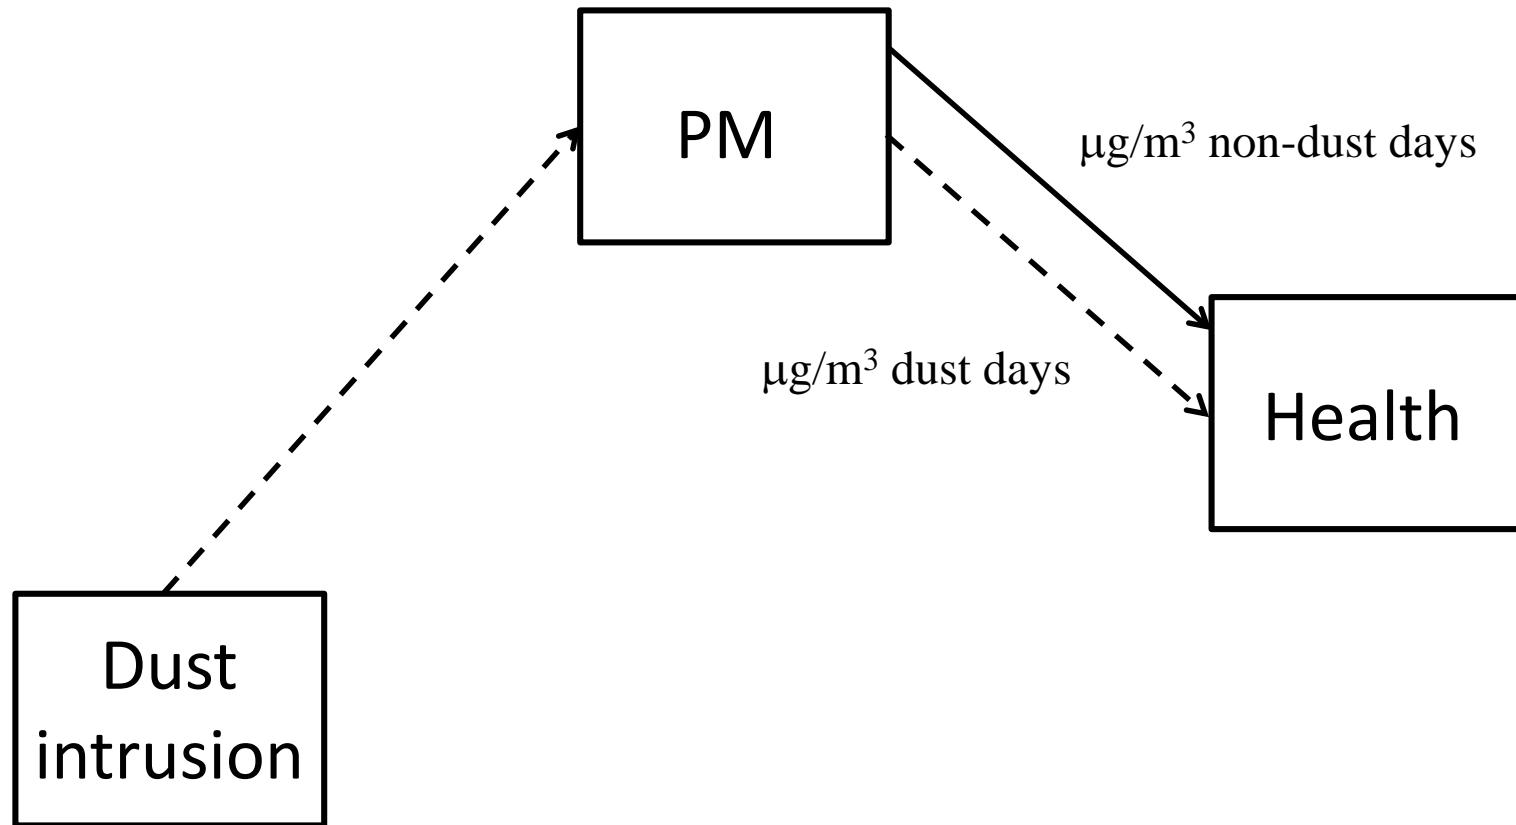 PM
μg/m³ non-dust days
μg/m³ dust days
Health
Dust
intrusion